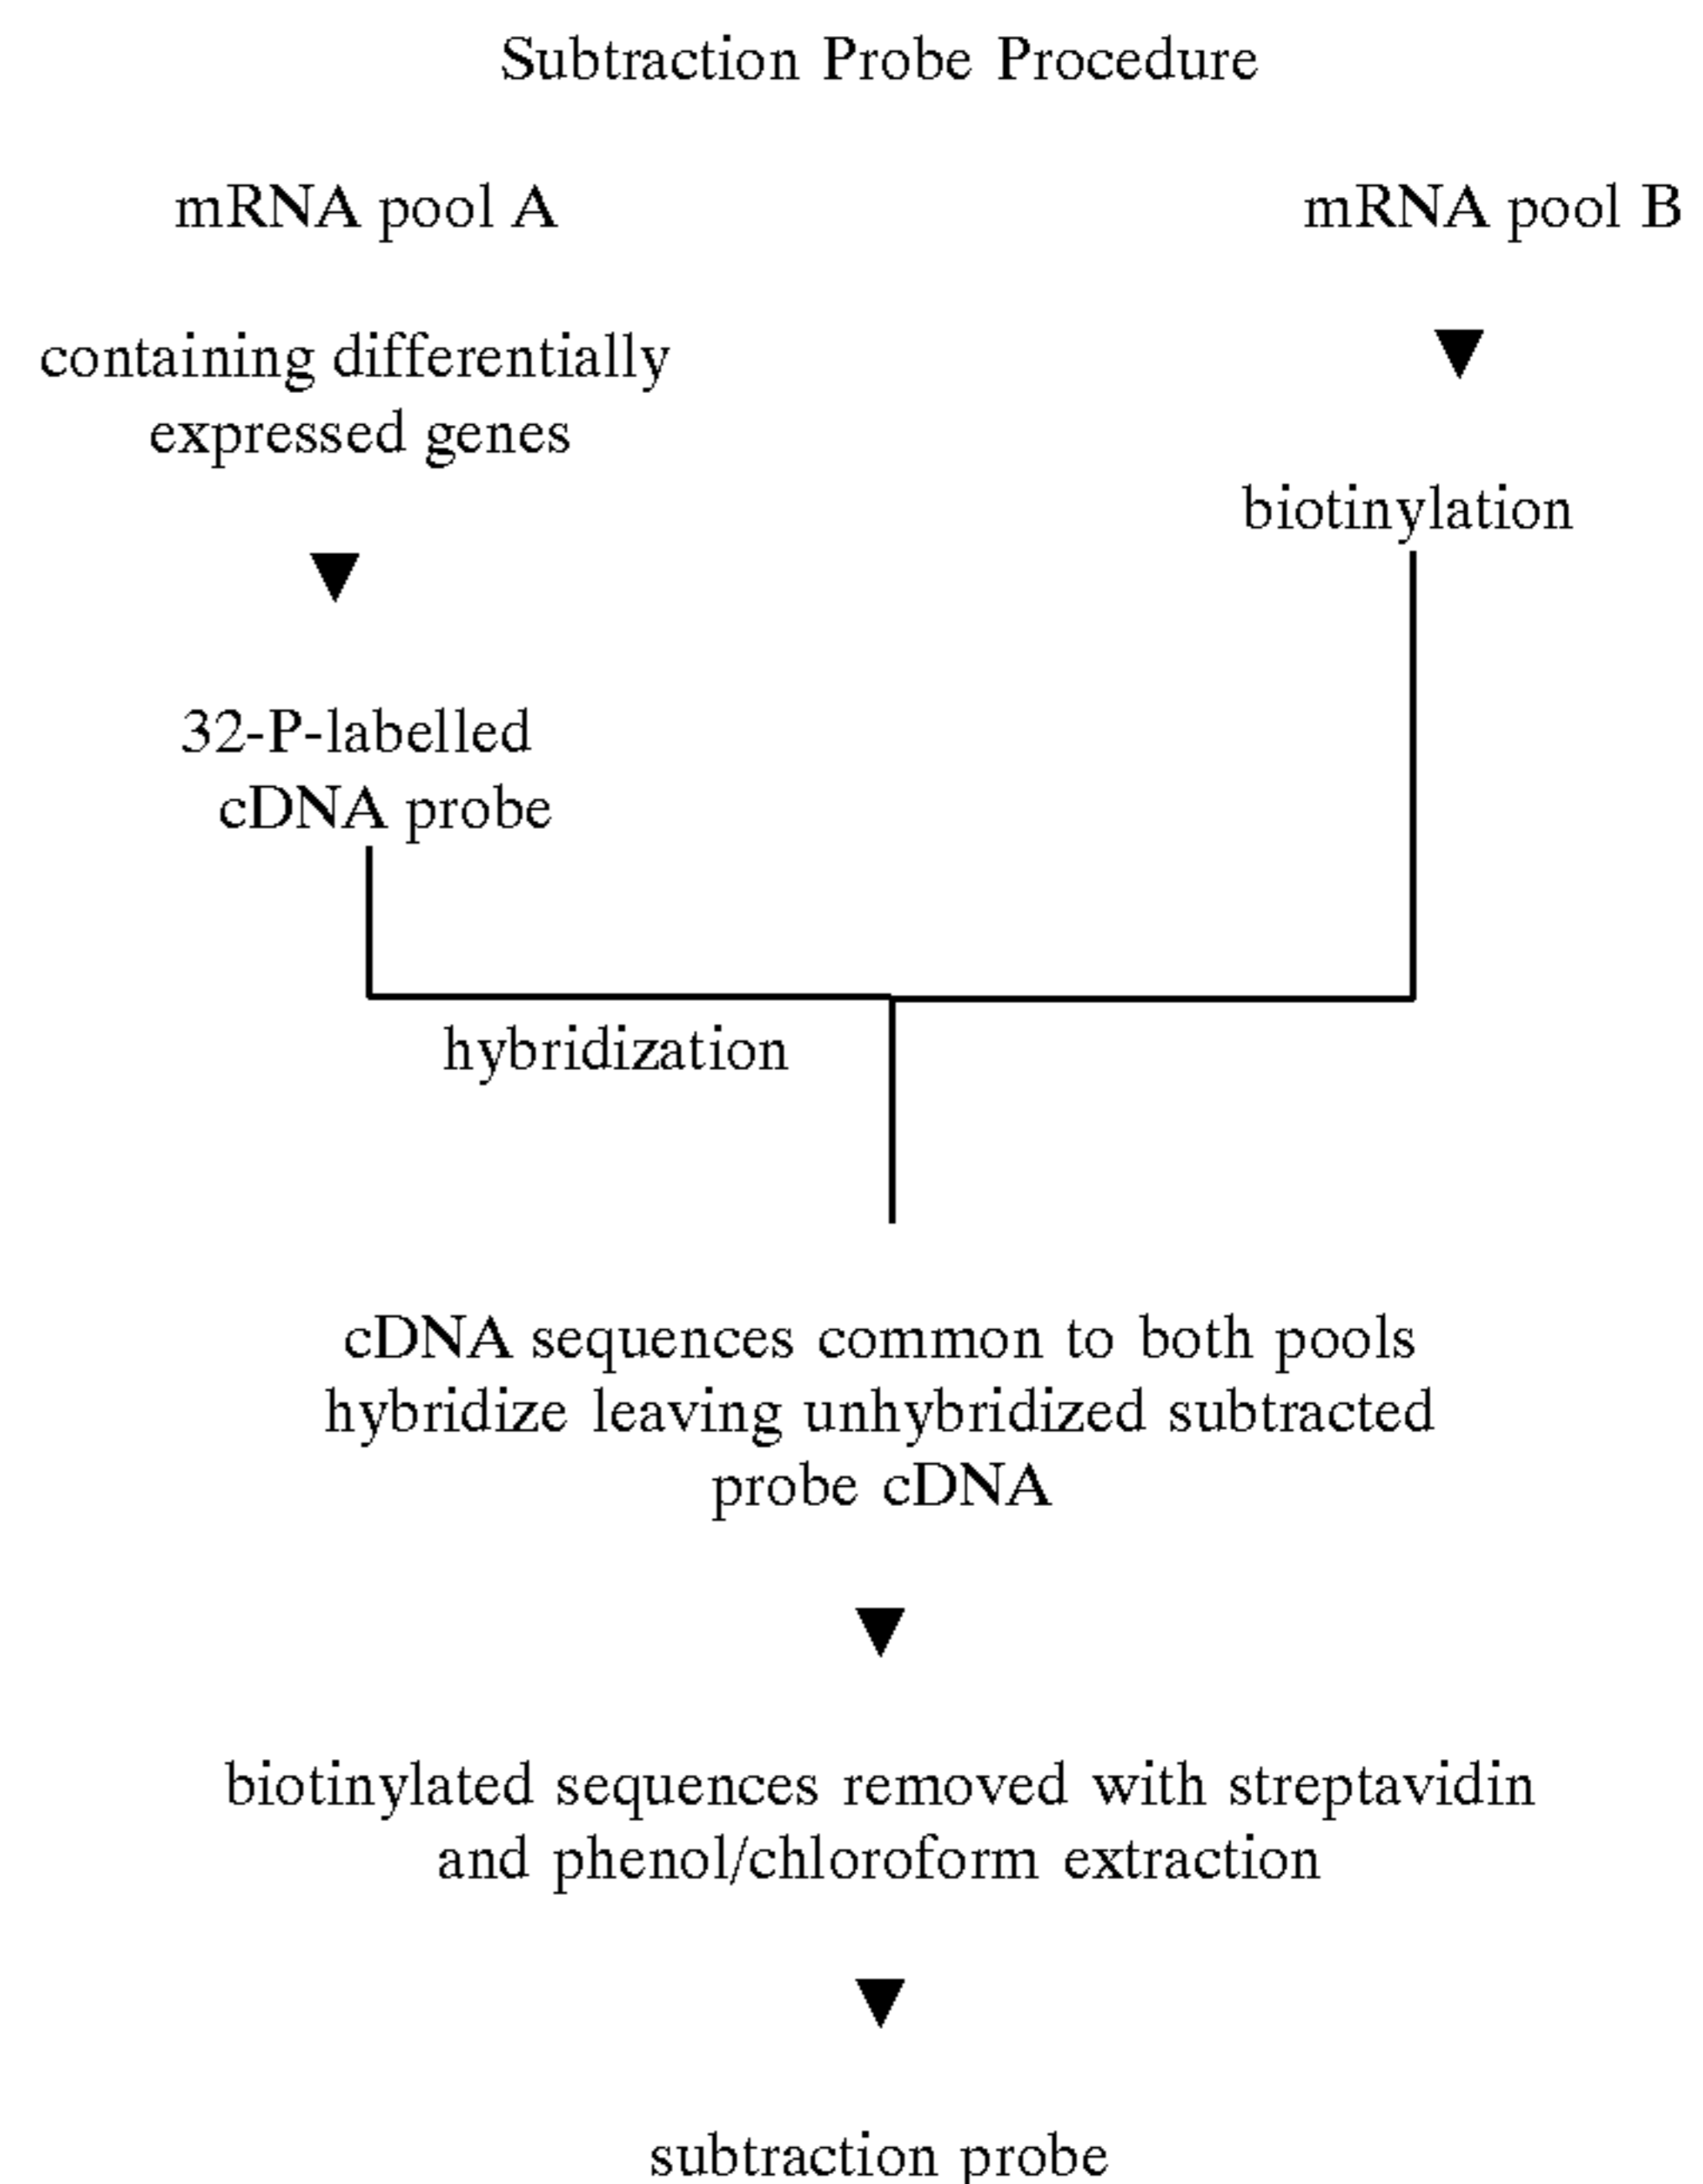 Subtraction Probe Procedure
mRNA pool A
mRNA pool B
containing differentially
expressed genes
biotinylation
32-P-labelled
cDNA probe
hybridization
cDNA sequences common to both pools
hybridize leaving unhybridized subtracted
probe cDNA
biotinylated sequences removed with streptavidin
and phenol/chloroform extraction
subtraction probe